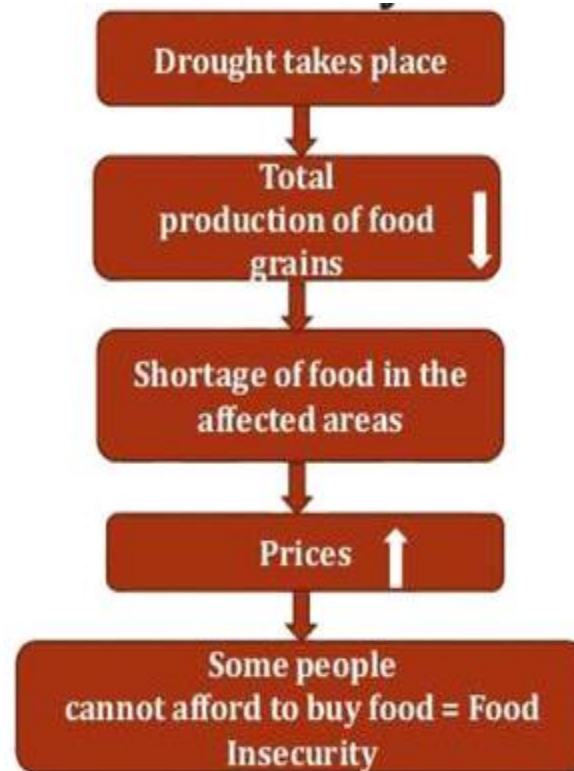 Drought takes place
Total
production of food
grains
Shortage of food in the
affected areas
Prices
Some people
cannot afford to buy food = Food
Insecurity